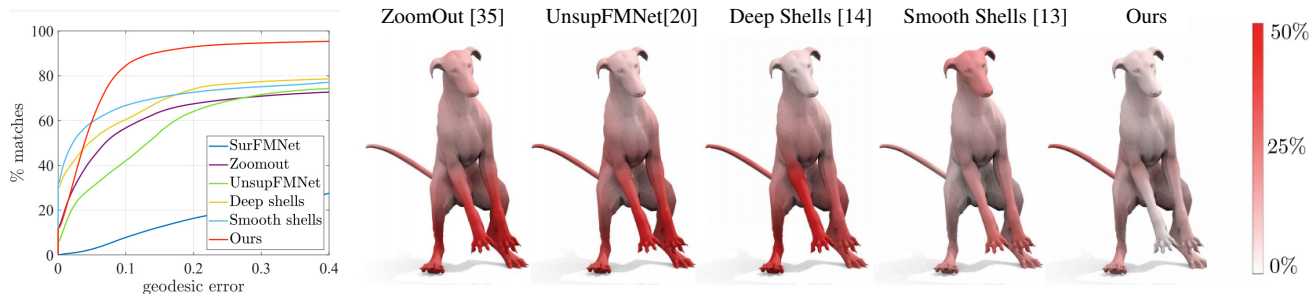 ZoomOut [35]
UnsupFMNet[20]
Deep Shells [14]
Smooth Shells [13]
Ours
100
80
60
40
20
0
% matches
SurFMNet
Zoomout
UnsupFMNet
Deep shells
Smooth shells
Ours
0 0.1 0.2 0.3 0.4
geodesic error
50%
25%
0%